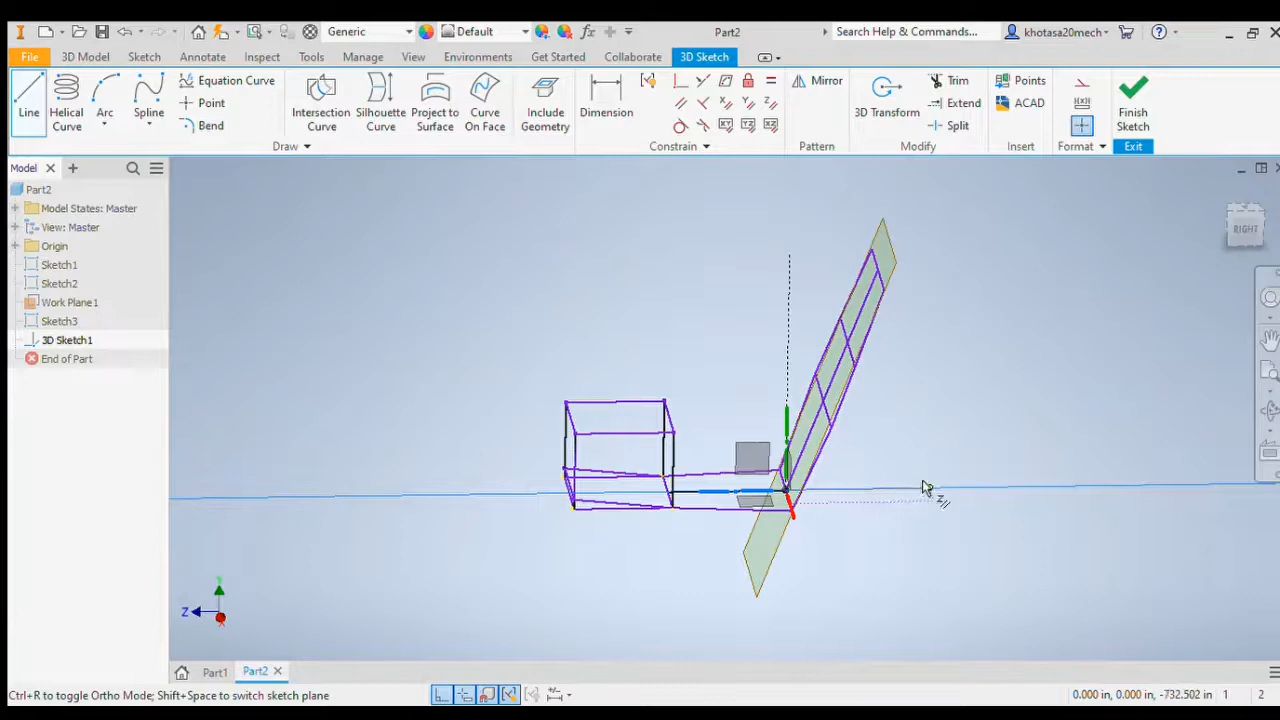 Generic Default fx Part2 Search Help & Commands... khotasa20mech
File 3D Model Sketch Annotate Inspect Tools Manage View Environments Get Started Collaborate 3D Sketch
Line Helical Curve Arc Spline Equation Curve Point Bend Intersection Curve Silhouette Curve Project to Surface Curve On Face Include Geometry Dimension Mirror 3D Transform Trim Extend Split Points ACAD Finish Sketch
Draw Constrain Pattern Modify Insert Format Exit
Model
Part2
Model States: Master
View: Master
Origin
Sketch1
Sketch2
Work Plane1
Sketch3
3D Sketch1
End of Part
RIGHT
Z Y X
Part1 Part2
Ctrl+R to toggle Ortho Mode; Shift+Space to switch sketch plane 0.000 in, 0.000 in, -732.502 in 1 2